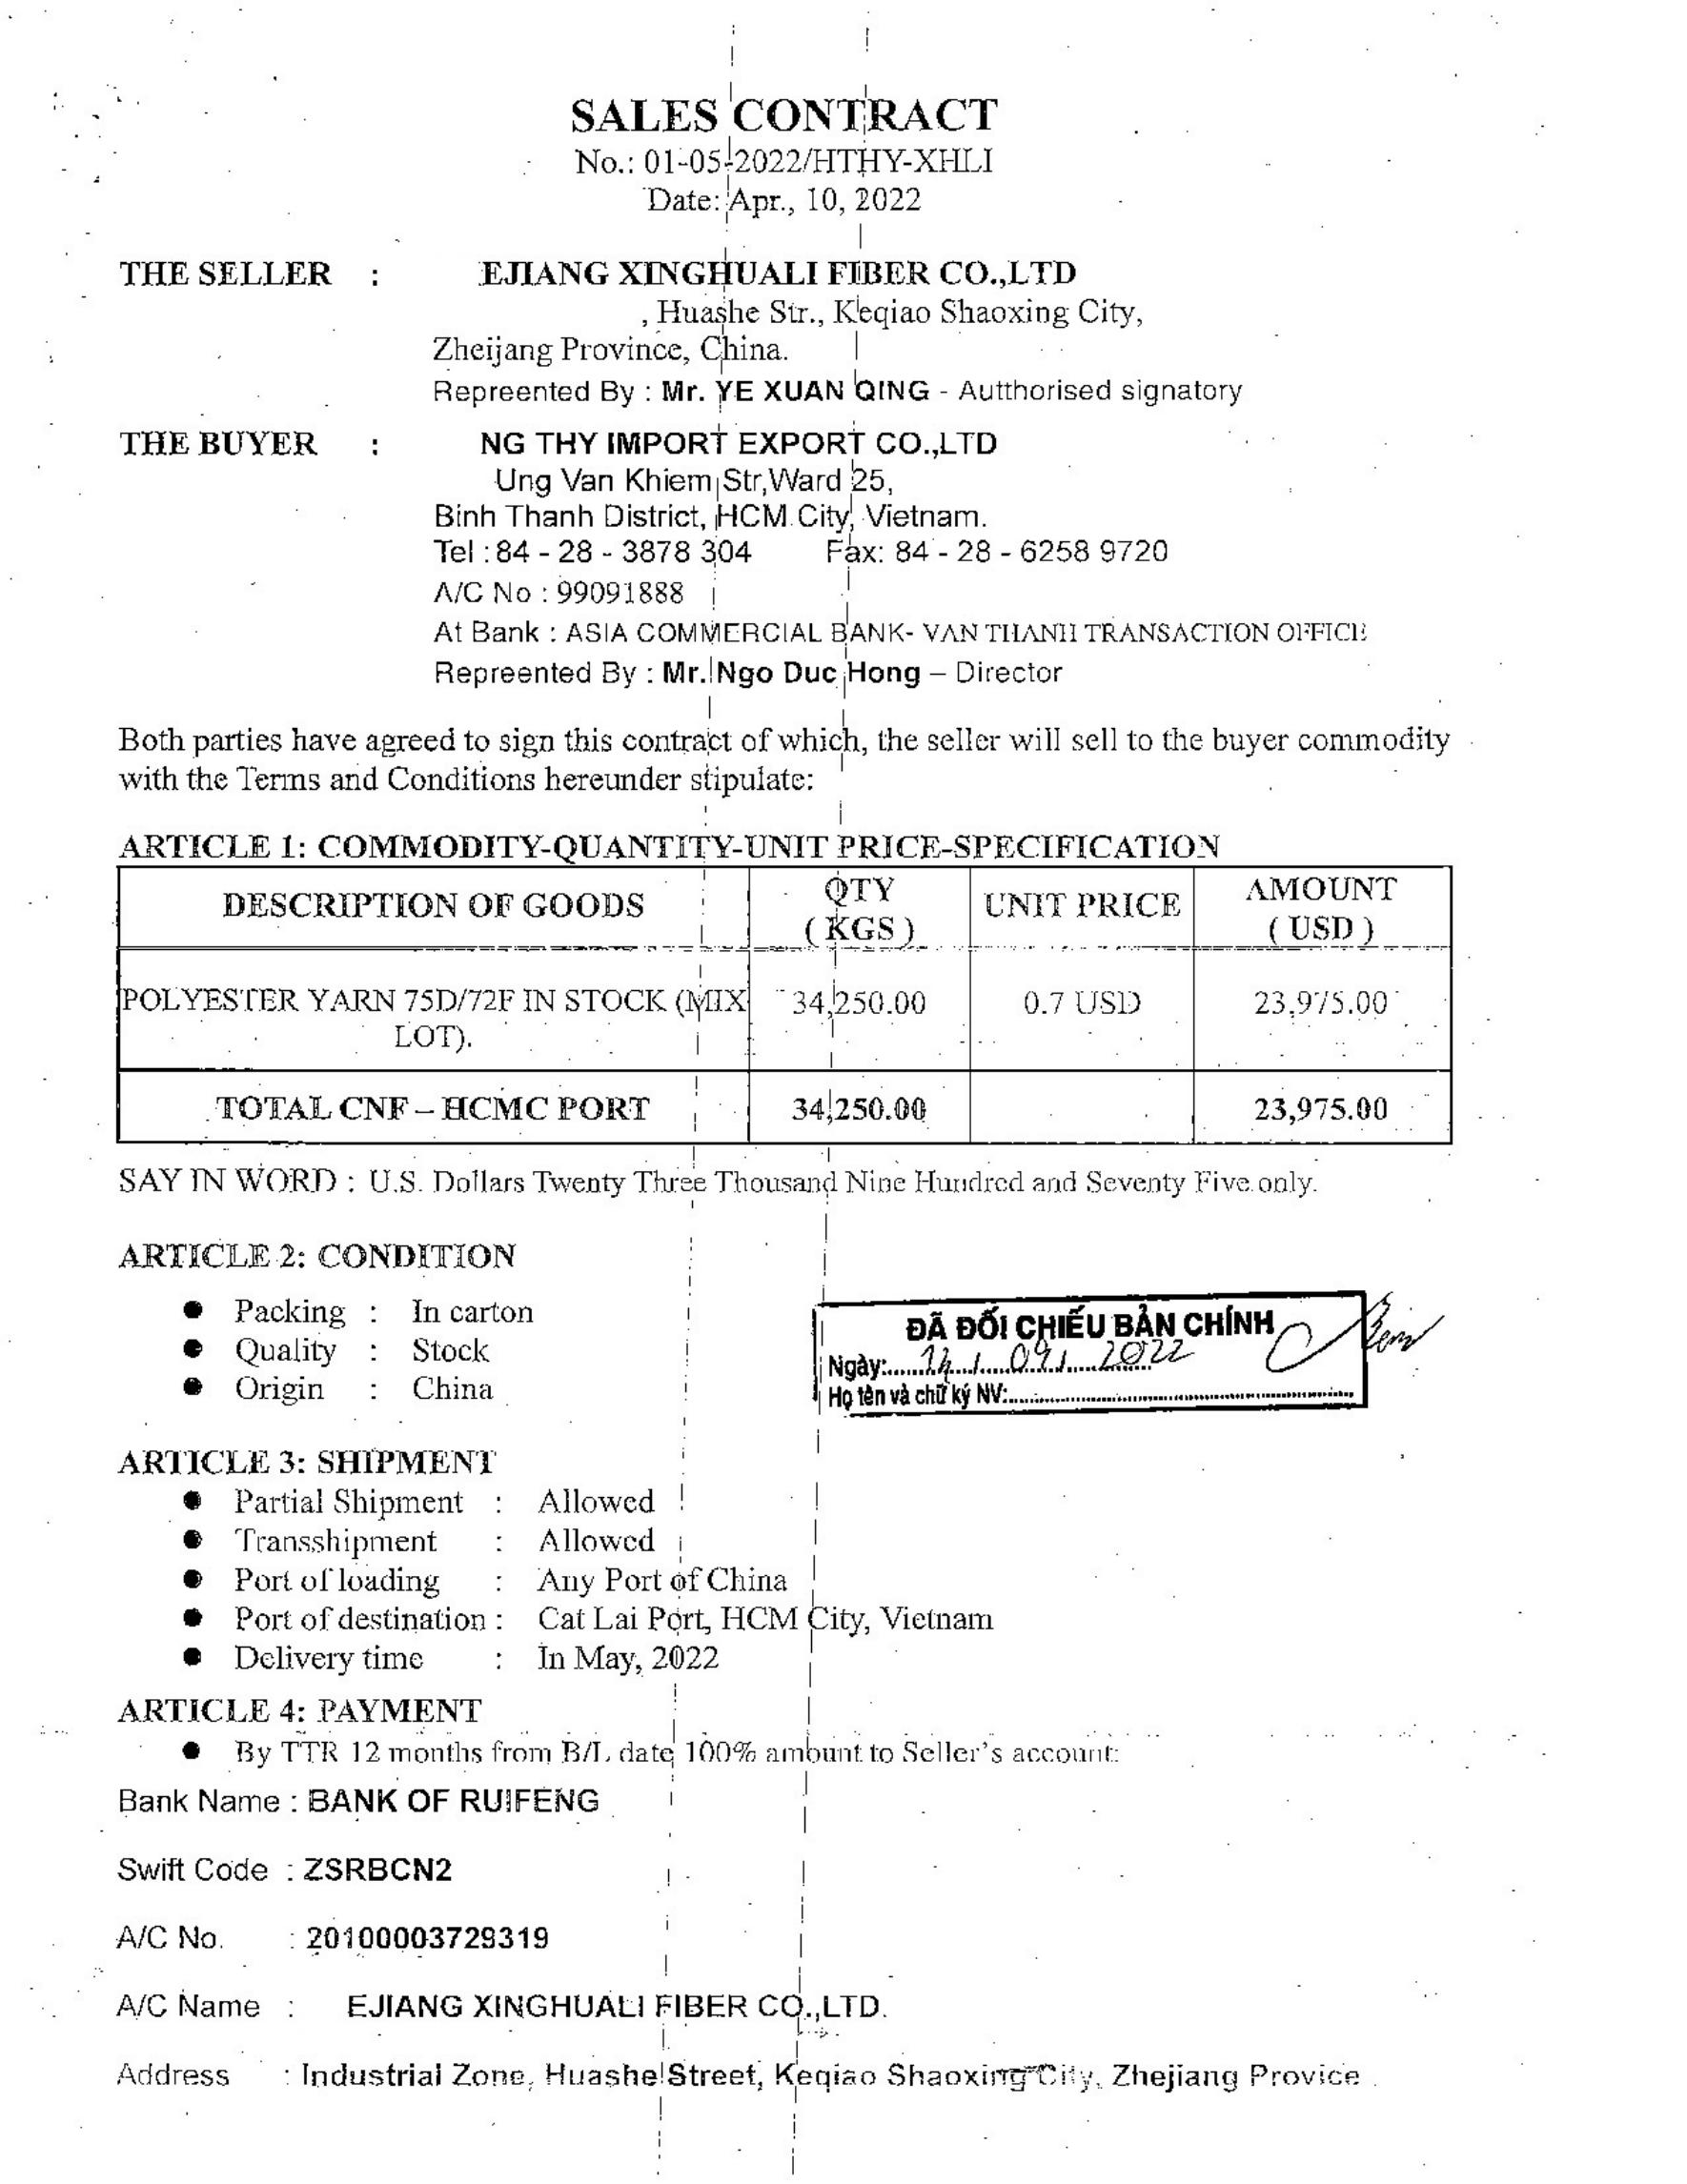 SALES CONTRACT
No.: 01-05-2022/HTHY-XHLI
Date: Apr., 10, 2022
THE SELLER : EJIANG XINGHUALI FIBER CO.,LTD
, Huashe Str., Keqiao Shaoxing City,
Zheijang Province, China.
Repreented By : Mr. YE XUAN QING - Autthorised signatory
THE BUYER : NG THY IMPORT EXPORT CO.,LTD
Ung Van Khiem Str,Ward 25,
Binh Thanh District, HCM City, Vietnam.
Tel : 84 - 28 - 3878 304 Fax: 84 - 28 - 6258 9720
A/C No : 99091888
At Bank : ASIA COMMERCIAL BANK- VAN THANH TRANSACTION OFFICE
Repreented By : Mr. Ngo Duc Hong – Director
Both parties have agreed to sign this contract of which, the seller will sell to the buyer commodity
with the Terms and Conditions hereunder stipulate:
ARTICLE 1: COMMODITY-QUANTITY-UNIT PRICE-SPECIFICATION
DESCRIPTION OF GOODS QTY (KGS) UNIT PRICE AMOUNT (USD)
POLYESTER YARN 75D/72F IN STOCK (MIX 34,250.00 0.7 USD 23,975.00
LOT).
TOTAL CNF – HCMC PORT 34,250.00 23,975.00
SAY IN WORD : U.S. Dollars Twenty Three Thousand Nine Hundred and Seventy Five only.
ARTICLE 2: CONDITION
● Packing : In carton
● Quality : Stock
● Origin : China
ĐÃ ĐỐI CHIẾU BẢN CHÍNH
Ngày: / 09 / 2022
Họ tên và chữ ký NV:
ARTICLE 3: SHIPMENT
● Partial Shipment : Allowed
● Transshipment : Allowed
● Port of loading : Any Port of China
● Port of destination : Cat Lai Port, HCM City, Vietnam
● Delivery time : In May, 2022
ARTICLE 4: PAYMENT
● By TTR 12 months from B/L date 100% amount to Seller's account:
Bank Name : BANK OF RUIFENG
Swift Code : ZSRBCN2
A/C No. : 20100003729319
A/C Name : EJIANG XINGHUALI FIBER CO.,LTD.
Address : Industrial Zone, Huashe Street, Keqiao Shaoxing City, Zhejiang Provice